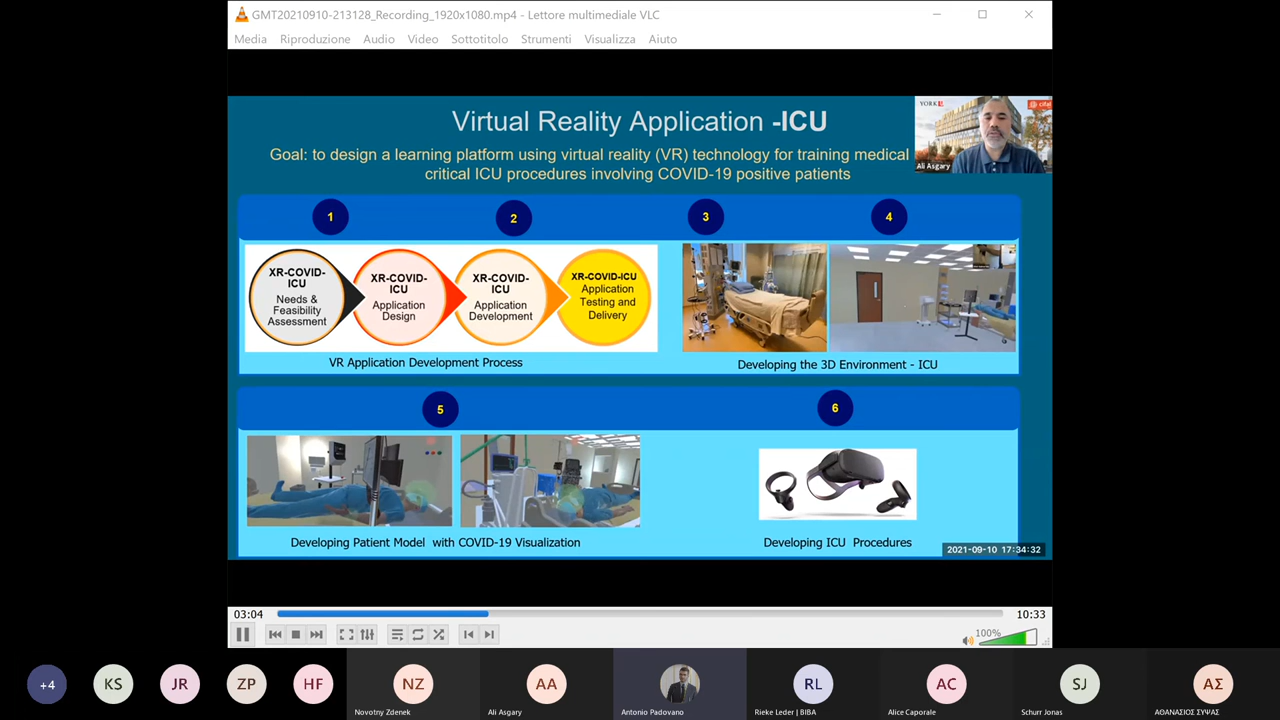 GMT20210910-213128_Recording_1920x1080.mp4 - Lettore multimediale VLC
Media Riproduzione Audio Video Sottotitolo Strumenti Visualizza Aiuto
Virtual Reality Application -ICU
Goal: to design a learning platform using virtual reality (VR) technology for training medical
critical ICU procedures involving COVID-19 positive patients
YORK
cifal
Ali Asgary
1
2
3
4
XR-COVID-
ICU
Needs &
Feasibility
Assessment
XR-COVID-
ICU
Application
Design
XR-COVID-
ICU
Application
Development
XR-COVID-ICU
Application
Testing and
Delivery
VR Application Development Process
Developing the 3D Environment - ICU
5
6
Developing Patient Model with COVID-19 Visualization
Developing ICU Procedures
2021-09-10 17:34:32
03:04
10:33
100%
+4
KS
JR
ZP
HF
NZ
Novotny Zdenek
AA
Ali Asgary
Antonio Padovano
RL
Rieke Leder | BIBA
AC
Alice Caporale
SJ
Schurr Jonas
ΑΣ
ΑΘΑΝΑΣΙΟΣ ΣΥΨΑΣ